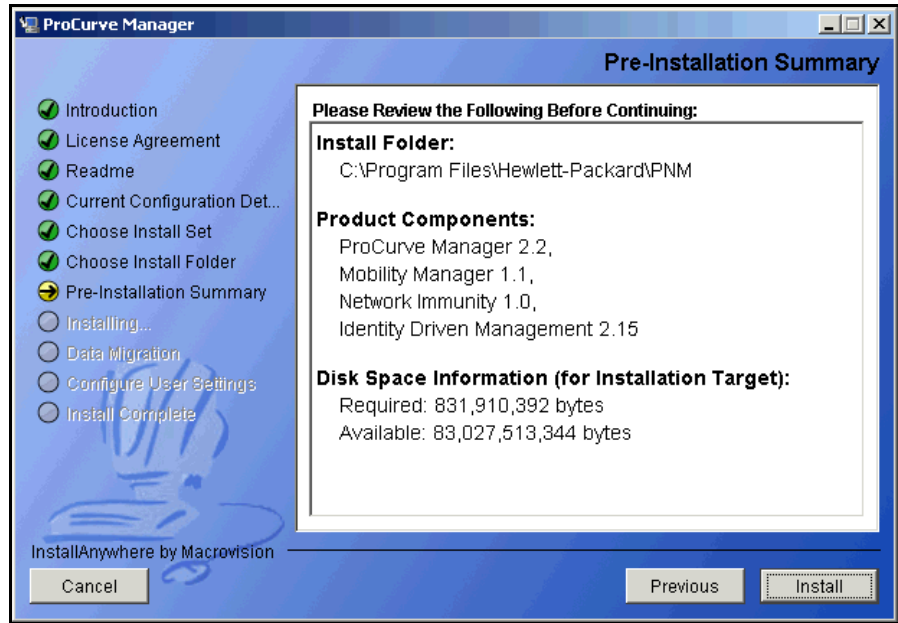 ProCurve Manager
Pre-Installation Summary
Introduction
License Agreement
Readme
Current Configuration Det...
Choose Install Set
Choose Install Folder
Pre-Installation Summary
Installing...
Data Migration
Configure User Settings
Install Complete
Please Review the Following Before Continuing:
Install Folder:
C:\Program Files\Hewlett-Packard\PNM
Product Components:
ProCurve Manager 2.2,
Mobility Manager 1.1,
Network Immunity 1.0,
Identity Driven Management 2.15
Disk Space Information (for Installation Target):
Required: 831,910,392 bytes
Available: 83,027,513,344 bytes
InstallAnywhere by Macrovision
Cancel
Previous
Install